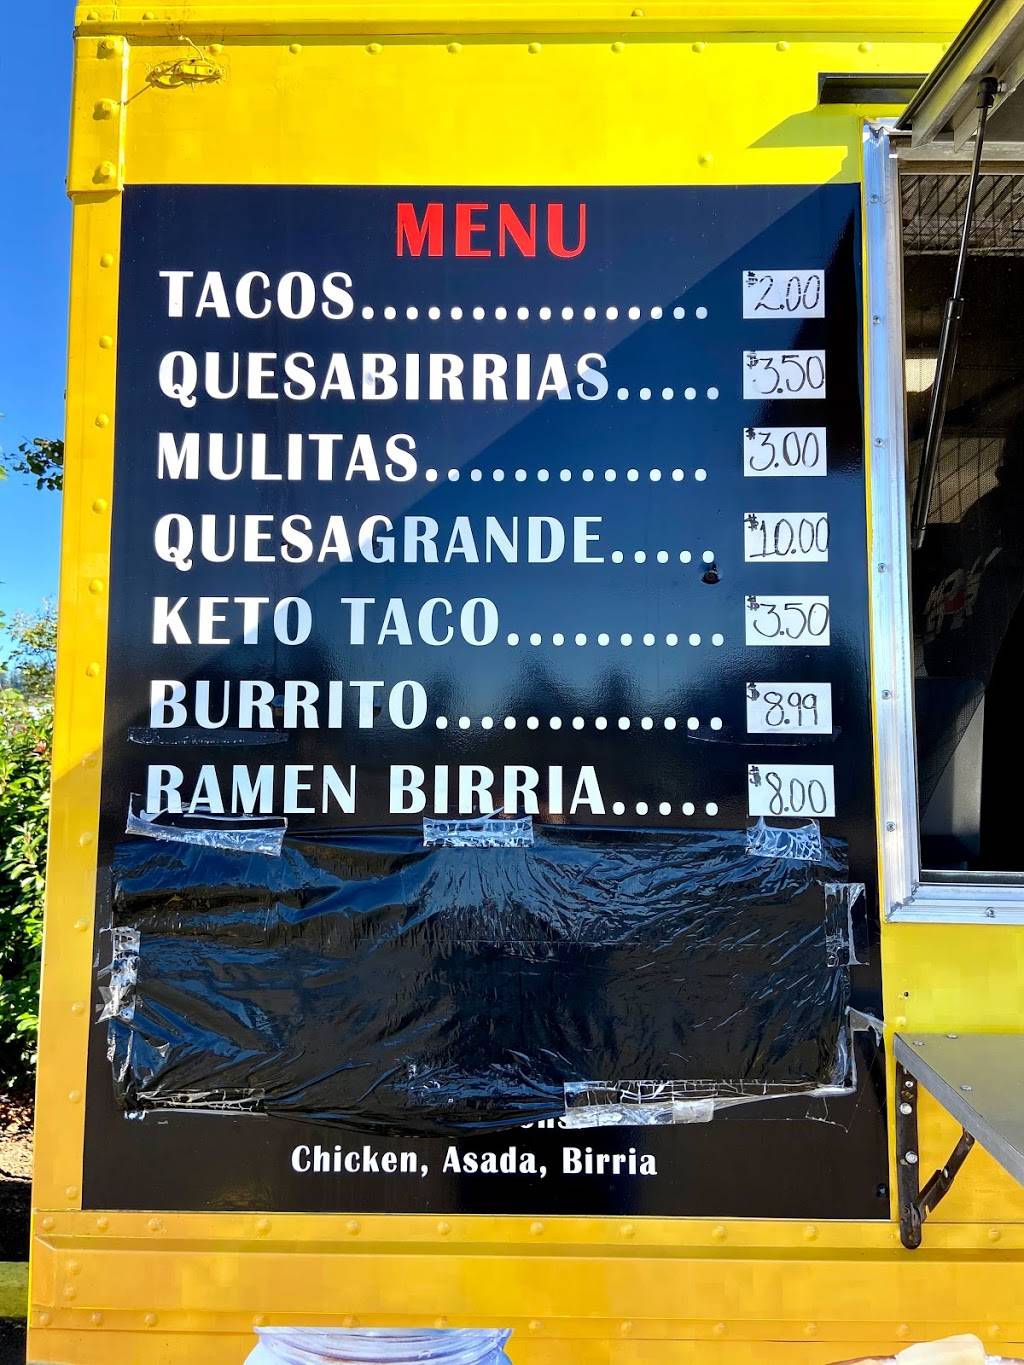 MENU
TACOS............... $2.00
QUESABIRRIAS..... $3.50
MULITAS............. $3.00
QUESAGRANDE..... $10.00
KETO TACO.......... $3.50
BURRITO............. $8.99
RAMEN BIRRIA..... $8.00
Chicken, Asada, Birria